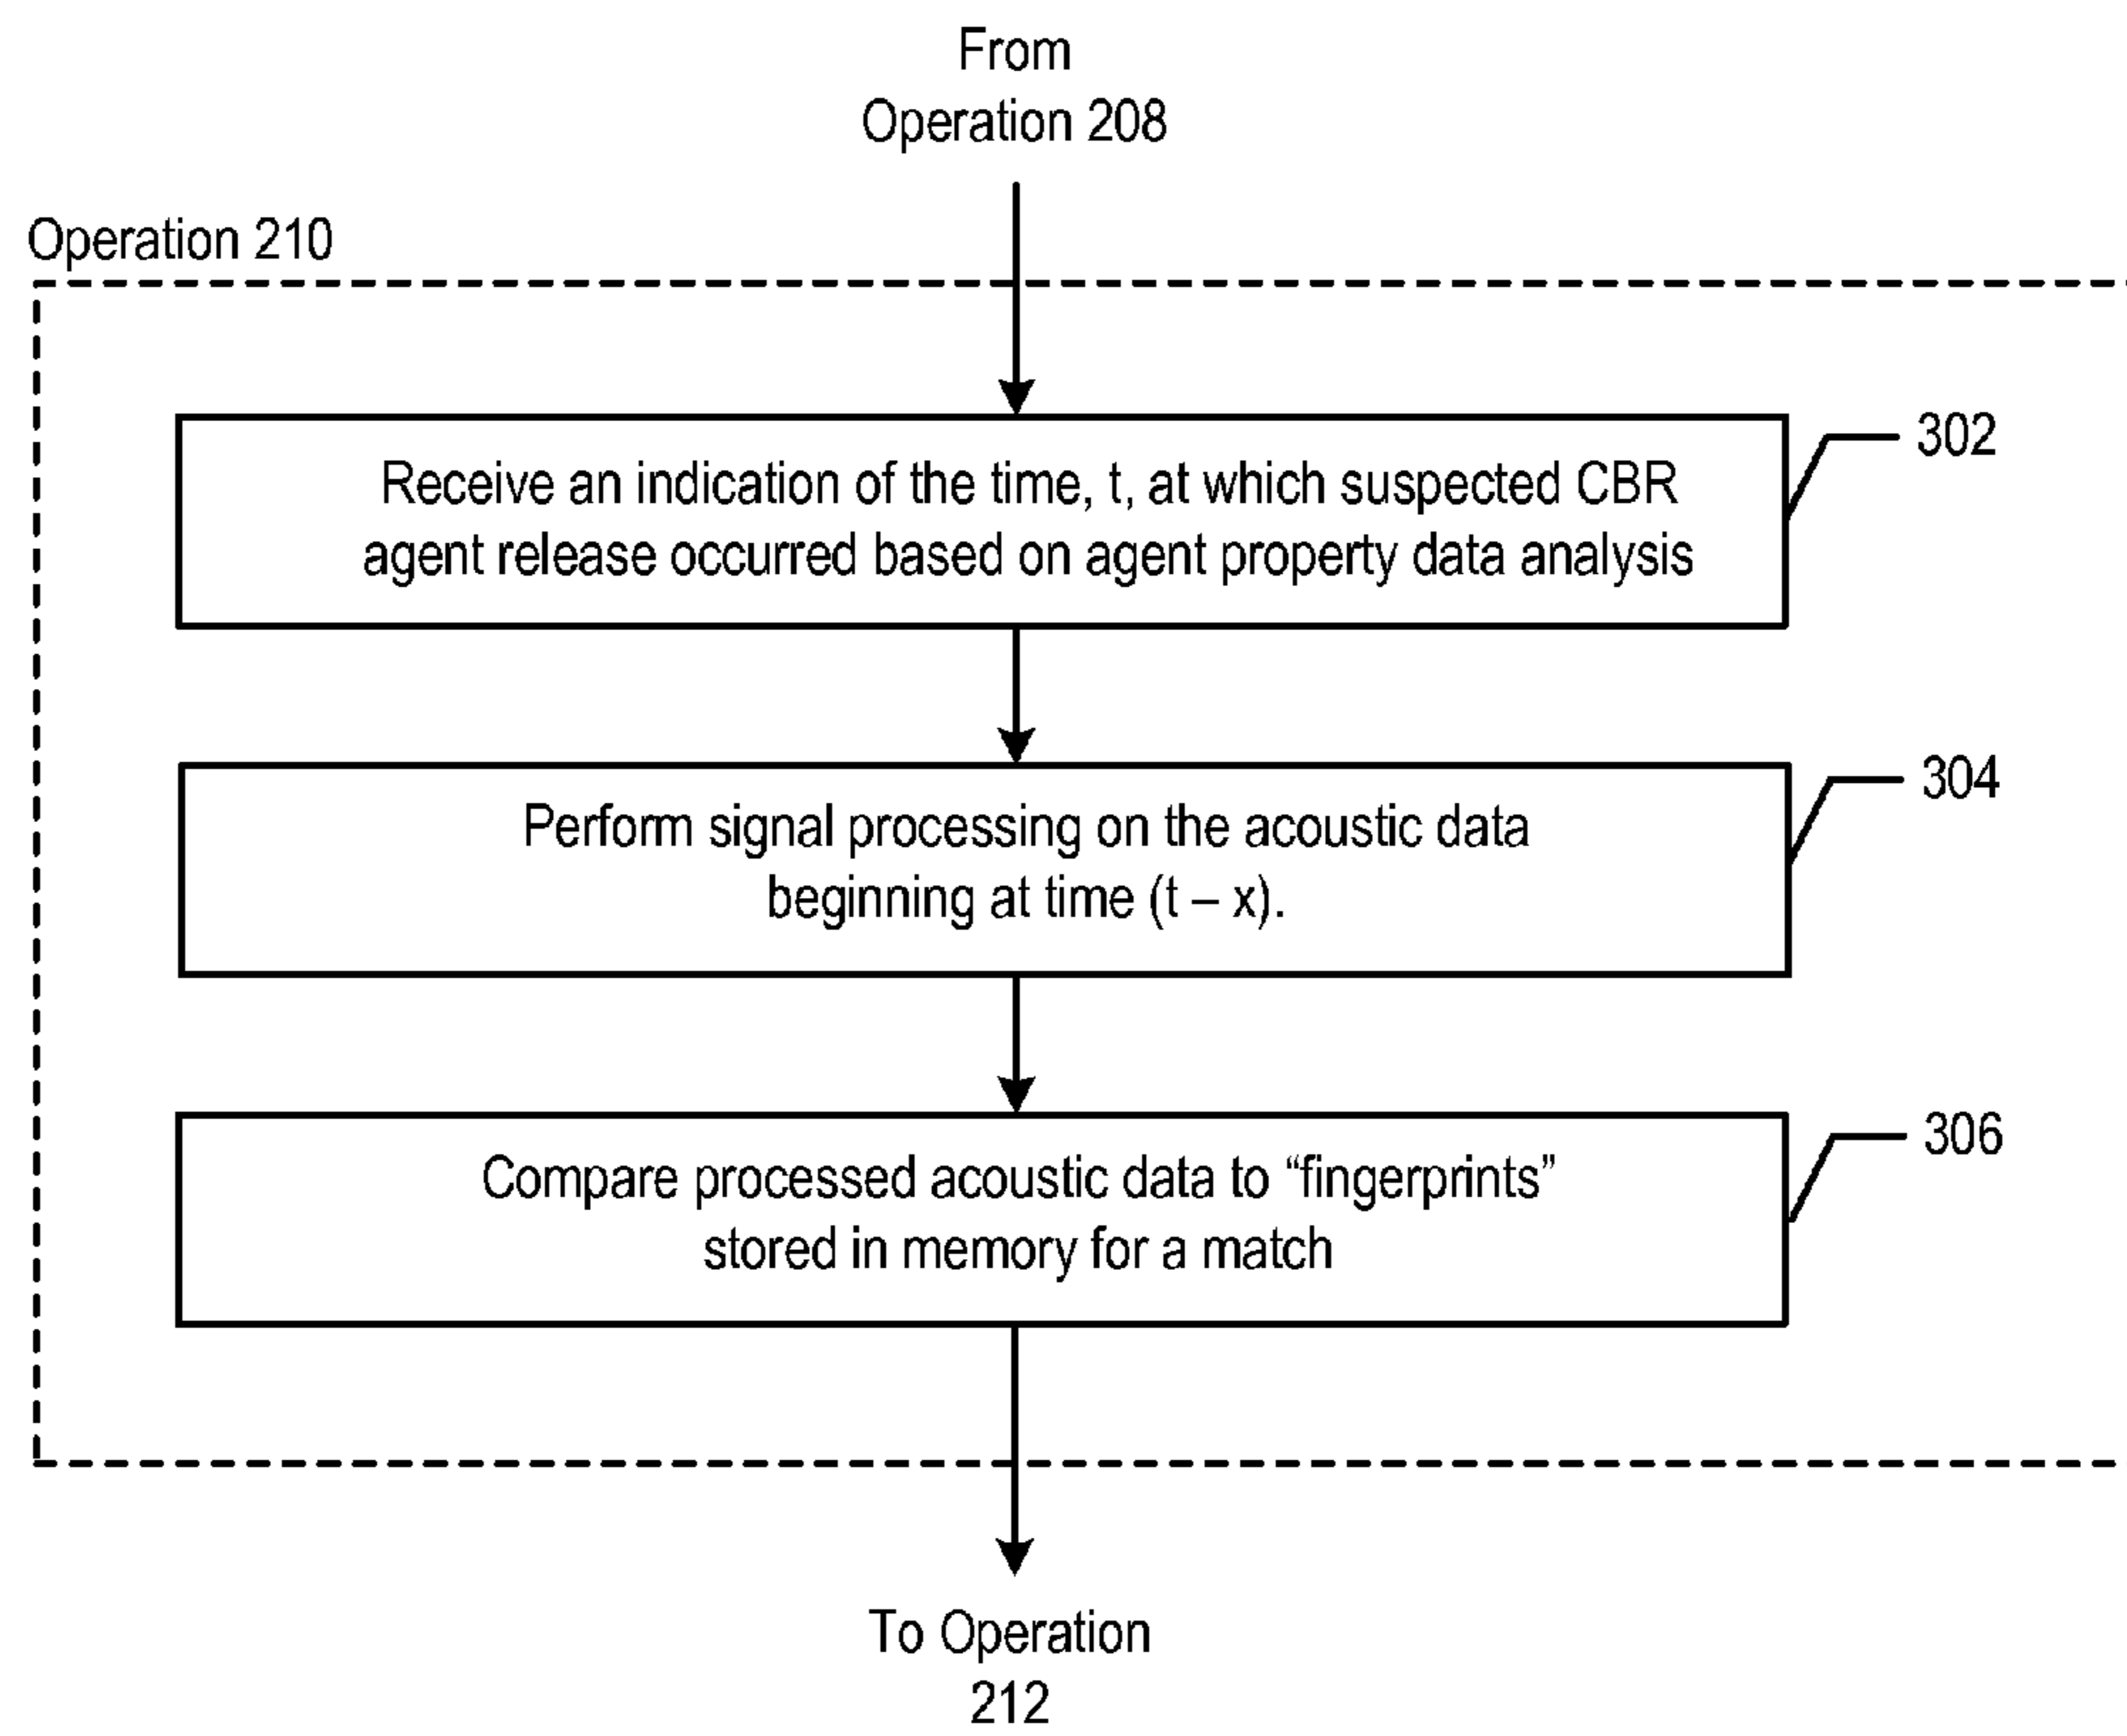 From
Operation 208
Operation 210
Receive an indication of the time, t, at which suspected CBR
agent release occurred based on agent property data analysis
302
Perform signal processing on the acoustic data
beginning at time (t – x).
304
Compare processed acoustic data to “fingerprints”
stored in memory for a match
306
To Operation
212